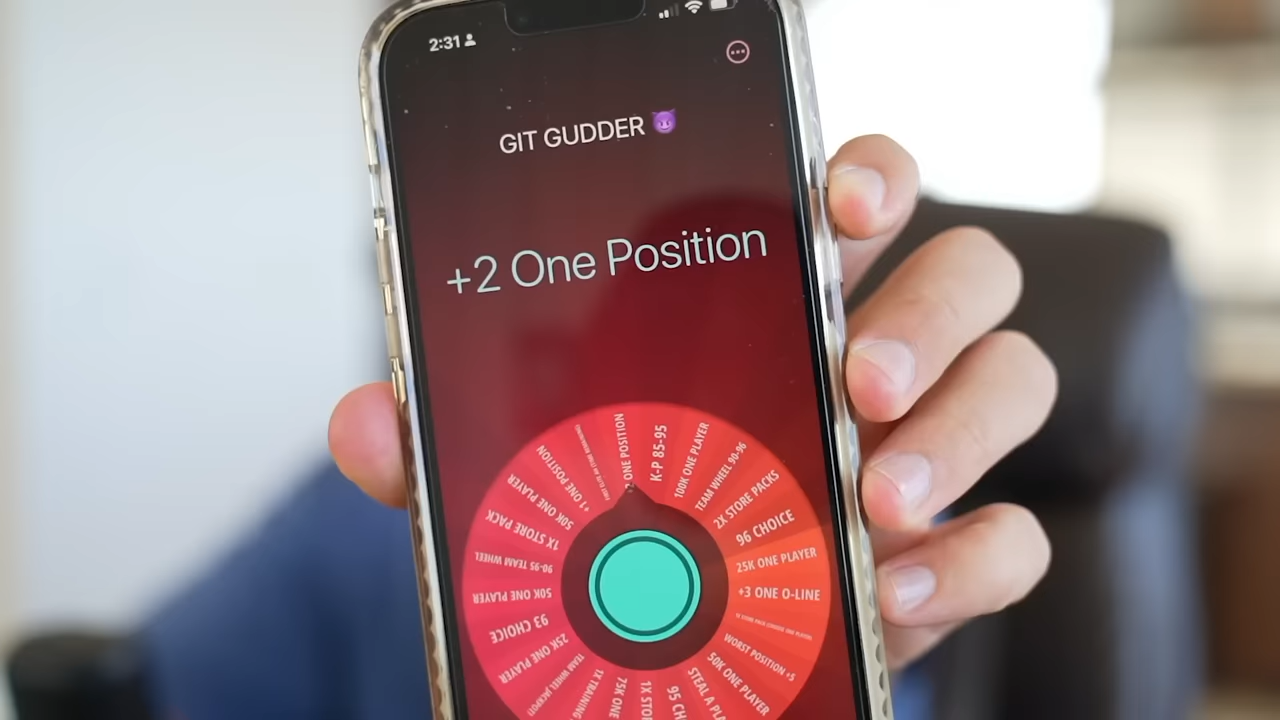 2:31
GIT GUDDER 😈
+2 One Position
ONE POSITION
K-P 85-95
100K ONE PLAYER
TEAM WHEEL 90-96
2X STORE PACKS
96 CHOICE
25K ONE PLAYER
+3 ONE O-LINE
WORST POSITION +5
50K ONE PLAYER
STEAL A PLA
95 CH
1X STO
75K ONE
1X TRAINING
TEAM WHEEL JACKPOT
25K ONE PLAYER
93 CHOICE
50K ONE PLAYER
90-95 TEAM WHEEL
1X STORE PACK
50K ONE PLAYER
+1 ONE POSITION